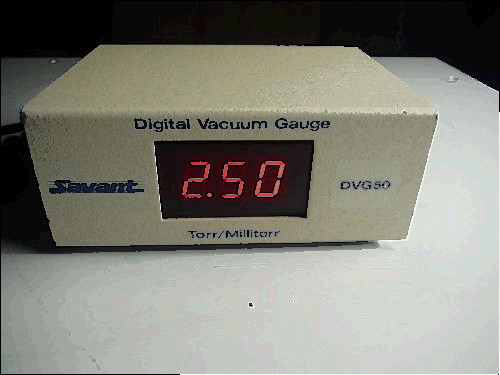 Digital Vacuum Gauge
Savant
2.50
DVG50
Torr/Millitorr